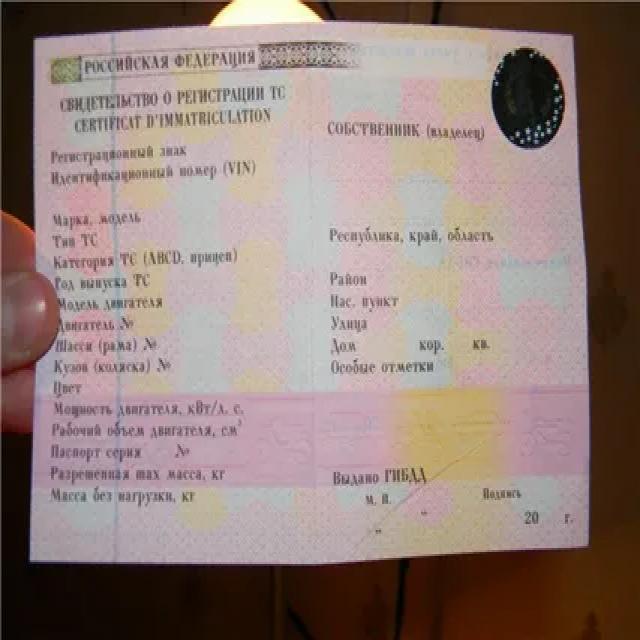 РОССИЙСКАЯ ФЕДЕРАЦИЯ
СВИДЕТЕЛЬСТВО О РЕГИСТРАЦИИ ТС
CERTIFICAT D'IMMATRICULATION
Регистрационный знак
Идентификационный номер (VIN)
Марка, модель
Тип ТС
Категория ТС (ABCD, прицеп)
Год выпуска ТС
Модель двигателя
Двигатель №
Шасси (рама) №
Кузов (коляска) №
Цвет
Мощность двигателя, кВт/л. с.
Рабочий объем двигателя, см³
Паспорт серия №
Разрешенная max масса, кг
Масса без нагрузки, кг
СОБСТВЕННИК (владелец)
Республика, край, область
Район
Нас. пункт
Улица
Дом кор. кв.
Особые отметки
Выдано ГИБДД
М. П. Подпись
" " 20 г.